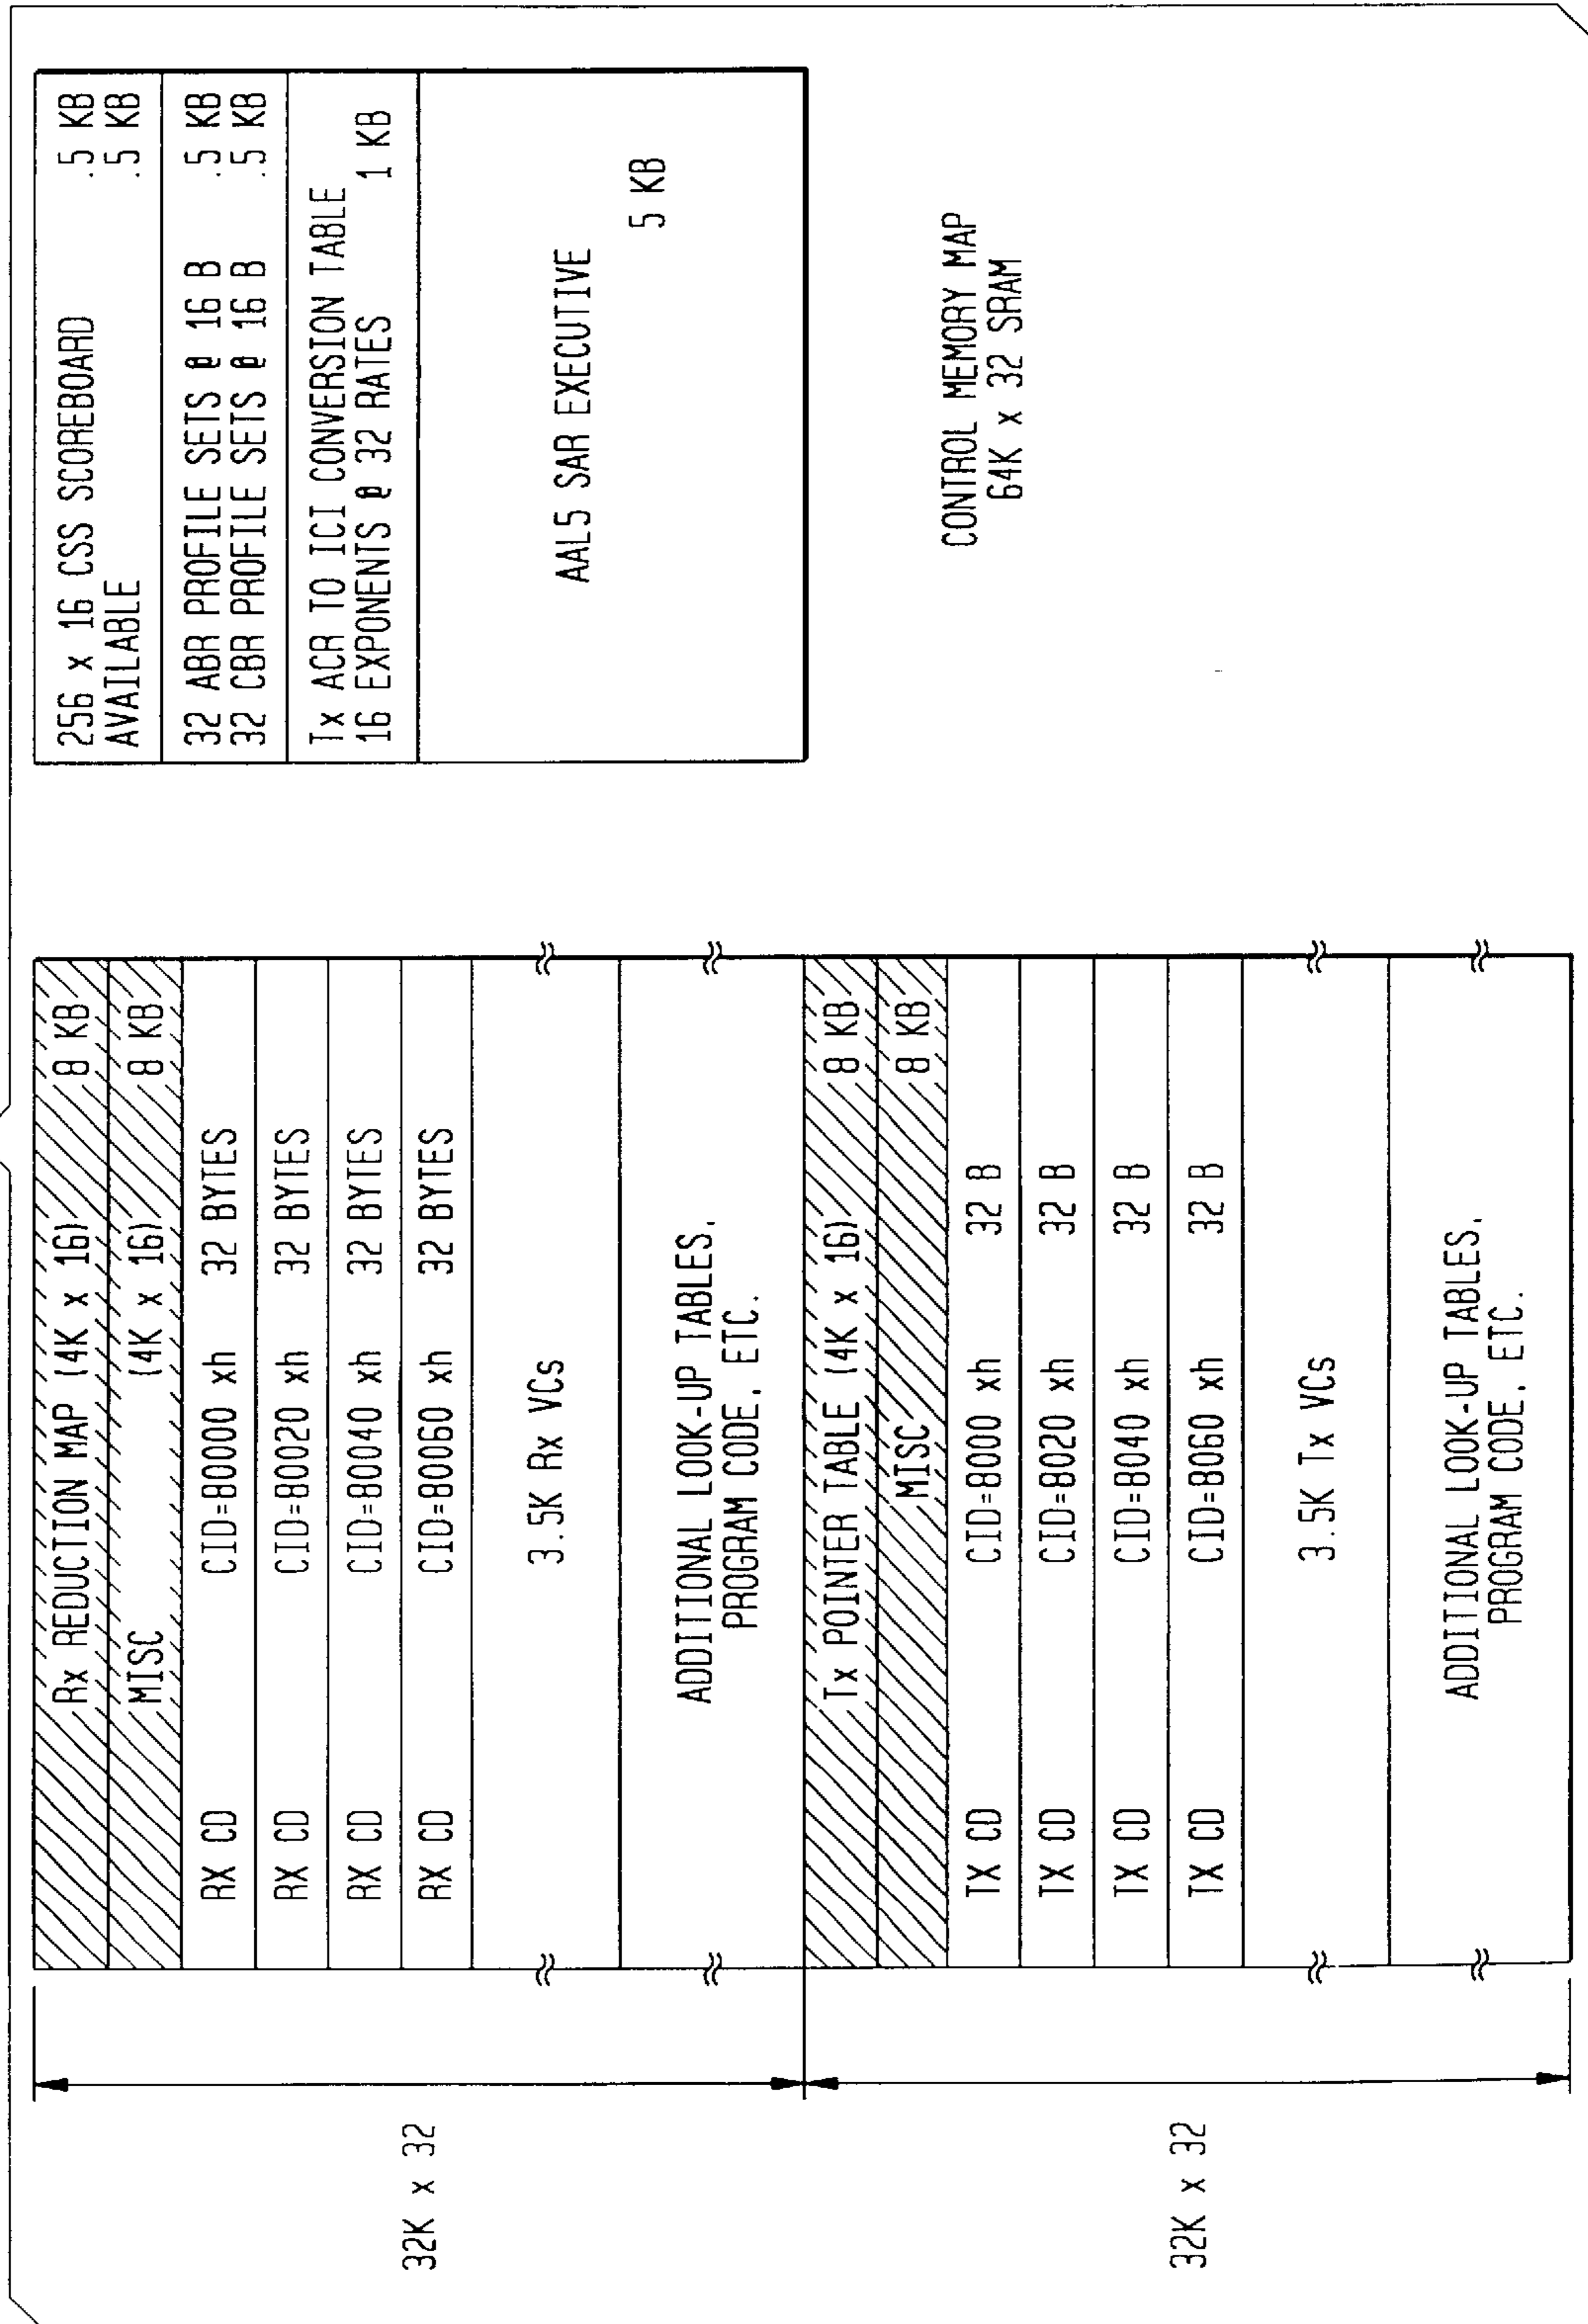 32K x 32
Rx REDUCTION MAP (4K x 16) 8 KB
MISC (4K x 16) 8 KB
RX CD CID=80000 xh 32 BYTES
RX CD CID=80020 xh 32 BYTES
RX CD CID=80040 xh 32 BYTES
RX CD CID=80060 xh 32 BYTES
3.5K Rx VCs
ADDITIONAL LOOK-UP TABLES,
PROGRAM CODE, ETC.
32K x 32
Tx POINTER TABLE (4K x 16) 8 KB
MISC 8 KB
TX CD CID=8000 xh 32 B
TX CD CID=8020 xh 32 B
TX CD CID=8040 xh 32 B
TX CD CID=8060 xh 32 B
3.5K Tx VCs
ADDITIONAL LOOK-UP TABLES,
PROGRAM CODE, ETC.
256 x 16 CSS SCOREBOARD .5 KB
AVAILABLE .5 KB
32 ABR PROFILE SETS @ 16 B .5 KB
32 CBR PROFILE SETS @ 16 B .5 KB
Tx ACR TO ICI CONVERSION TABLE
16 EXPONENTS @ 32 RATES 1 KB
AAL5 SAR EXECUTIVE
5 KB
CONTROL MEMORY MAP
64K x 32 SRAM